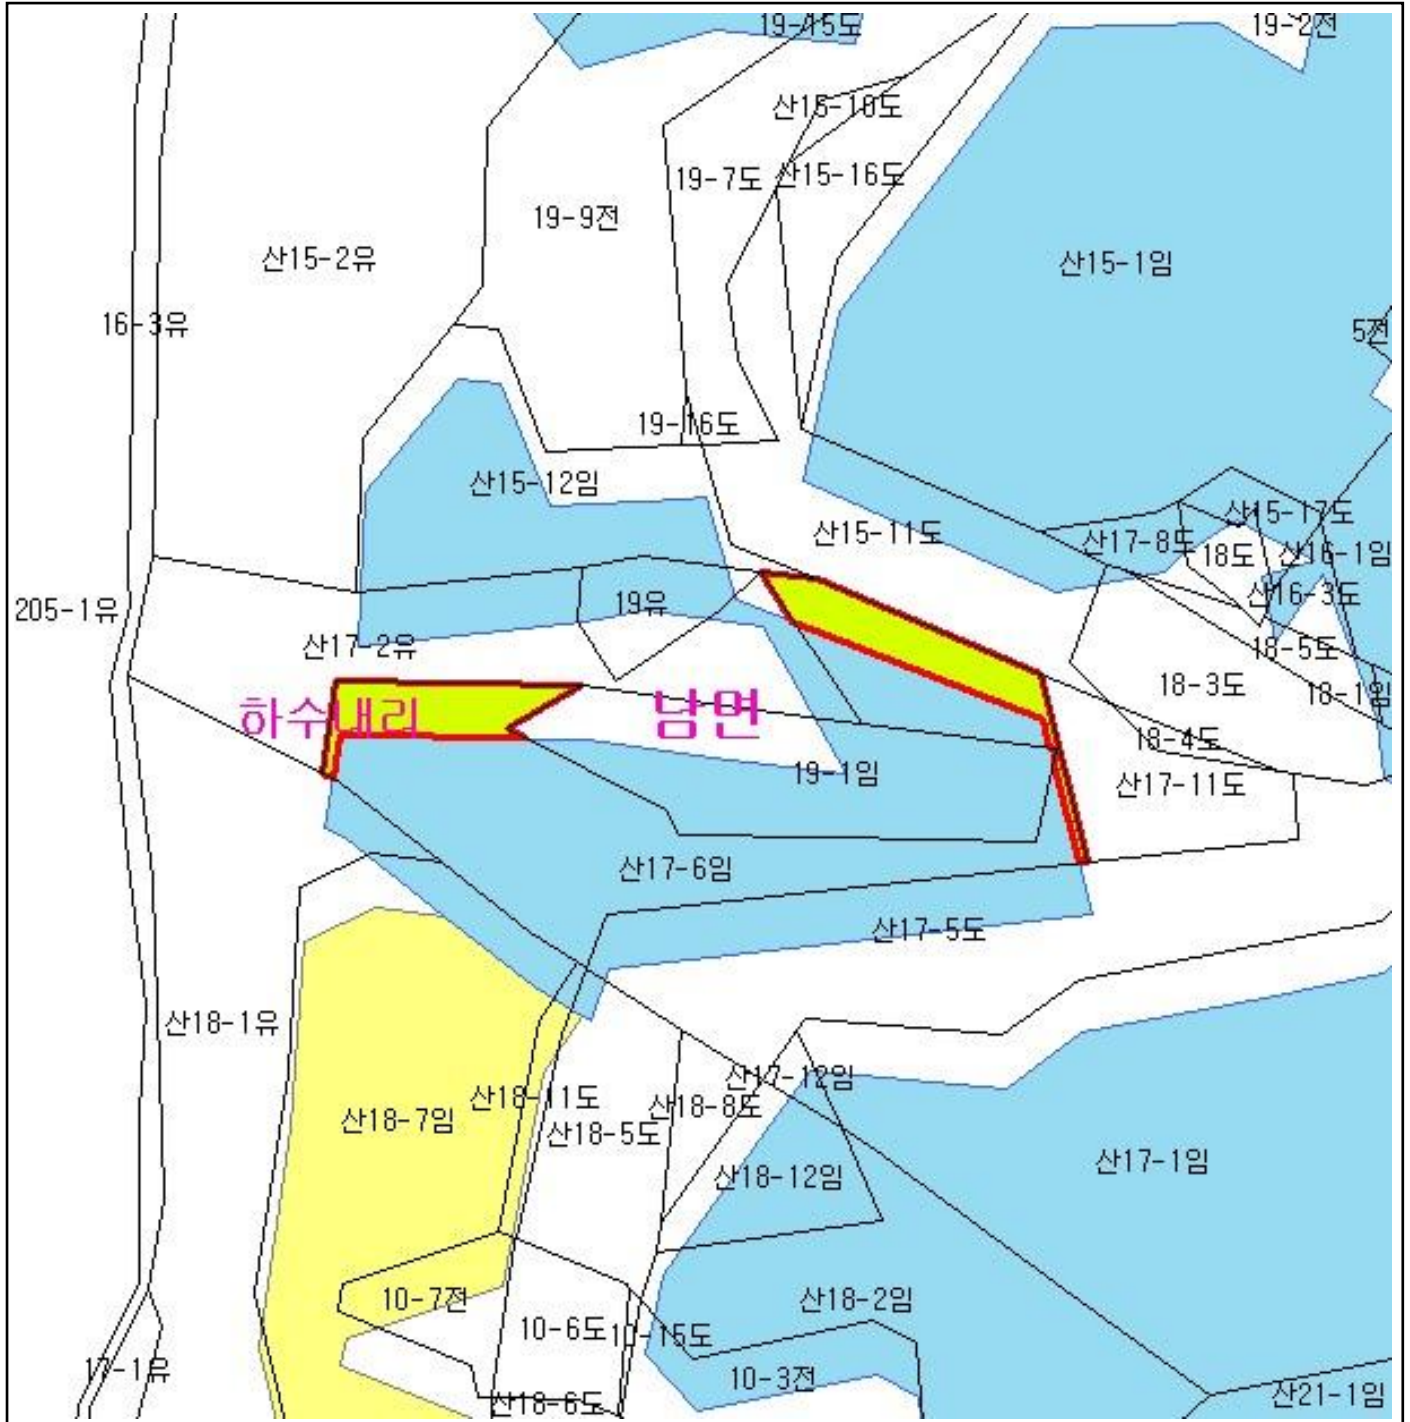 19-15도
19-2전
산15-10도
19-7도
산15-16도
19-9전
산15-2유
산15-1임
16-3유
5전
19-16도
산15-12임
산15-17도
산15-11도
산17-8도
18도
산16-1임
산16-3도
19유
205-1유
산17-2유
18-5도
18-3도
18-1임
하수내리
남면
18-4도
19-1임
산17-11도
산17-6임
산17-5도
산18-1유
산17-12임
산18-11도
산18-8도
산18-7임
산18-5도
산17-1임
산18-12임
10-7전
산18-2임
10-6도
10-15도
17-1유
10-3전
산21-1임
산18-6도